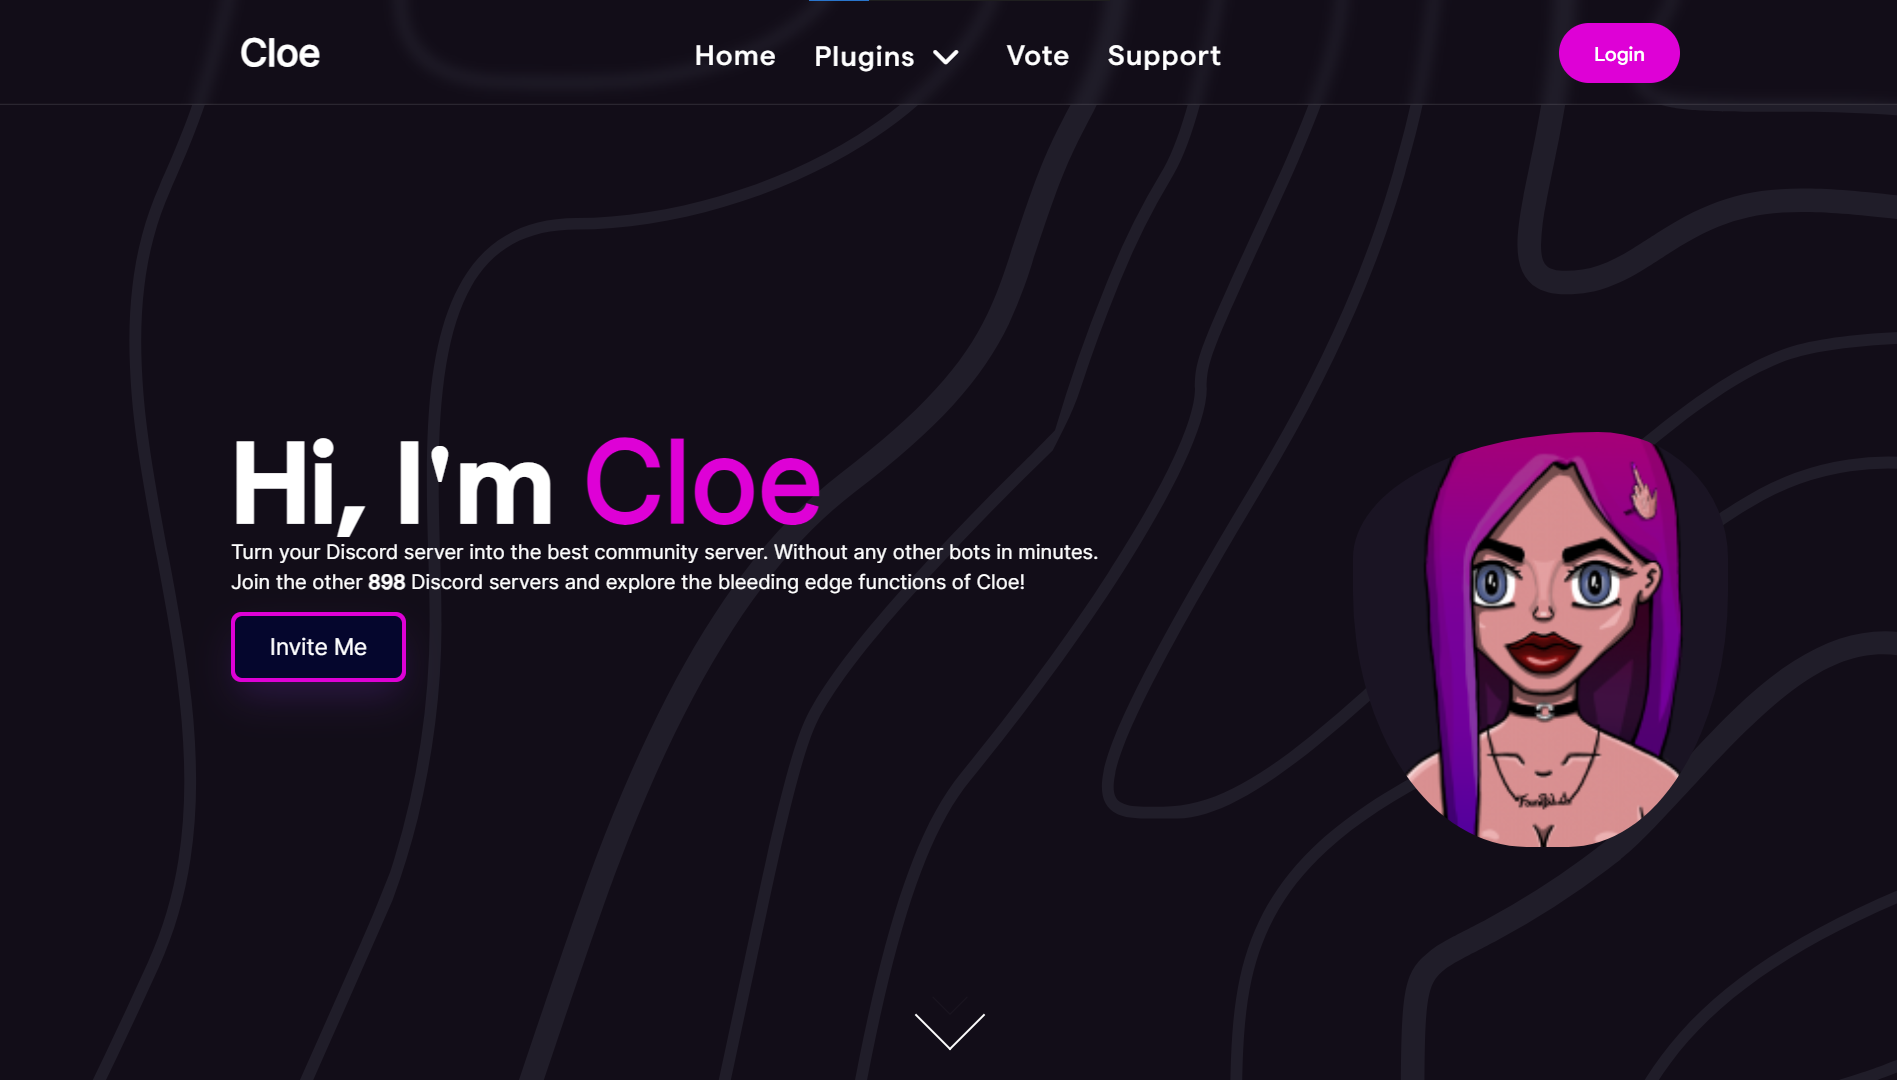 Cloe
Home Plugins Vote Support
Login
Hi, I'm Cloe
Turn your Discord server into the best community server. Without any other bots in minutes.
Join the other 898 Discord servers and explore the bleeding edge functions of Cloe!
Invite Me